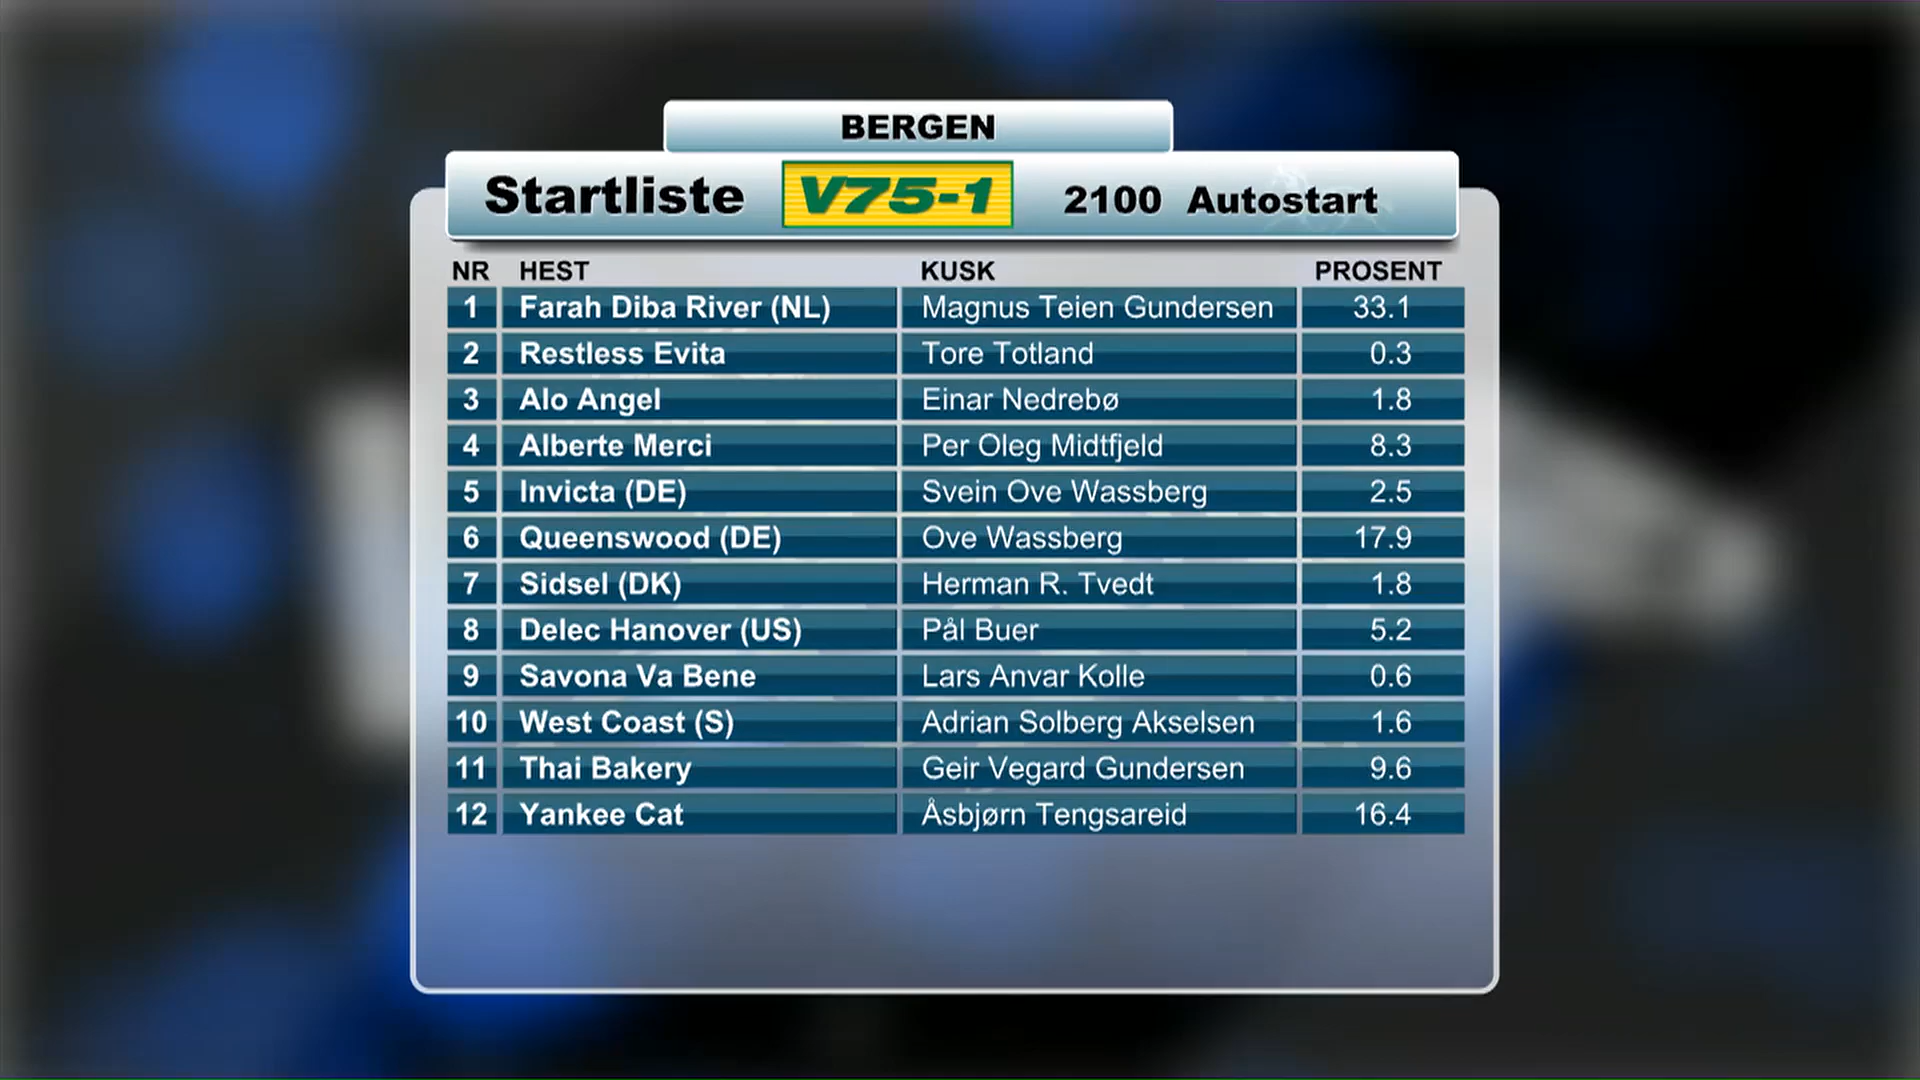 BERGEN
Startliste V75-1 2100 Autostart
NR HEST KUSK PROSENT
1 Farah Diba River (NL) Magnus Teien Gundersen 33.1
2 Restless Evita Tore Totland 0.3
3 Alo Angel Einar Nedrebø 1.8
4 Alberte Merci Per Oleg Midtfjeld 8.3
5 Invicta (DE) Svein Ove Wassberg 2.5
6 Queenswood (DE) Ove Wassberg 17.9
7 Sidsel (DK) Herman R. Tvedt 1.8
8 Delec Hanover (US) Pål Buer 5.2
9 Savona Va Bene Lars Anvar Kolle 0.6
10 West Coast (S) Adrian Solberg Akselsen 1.6
11 Thai Bakery Geir Vegard Gundersen 9.6
12 Yankee Cat Åsbjørn Tengsareid 16.4